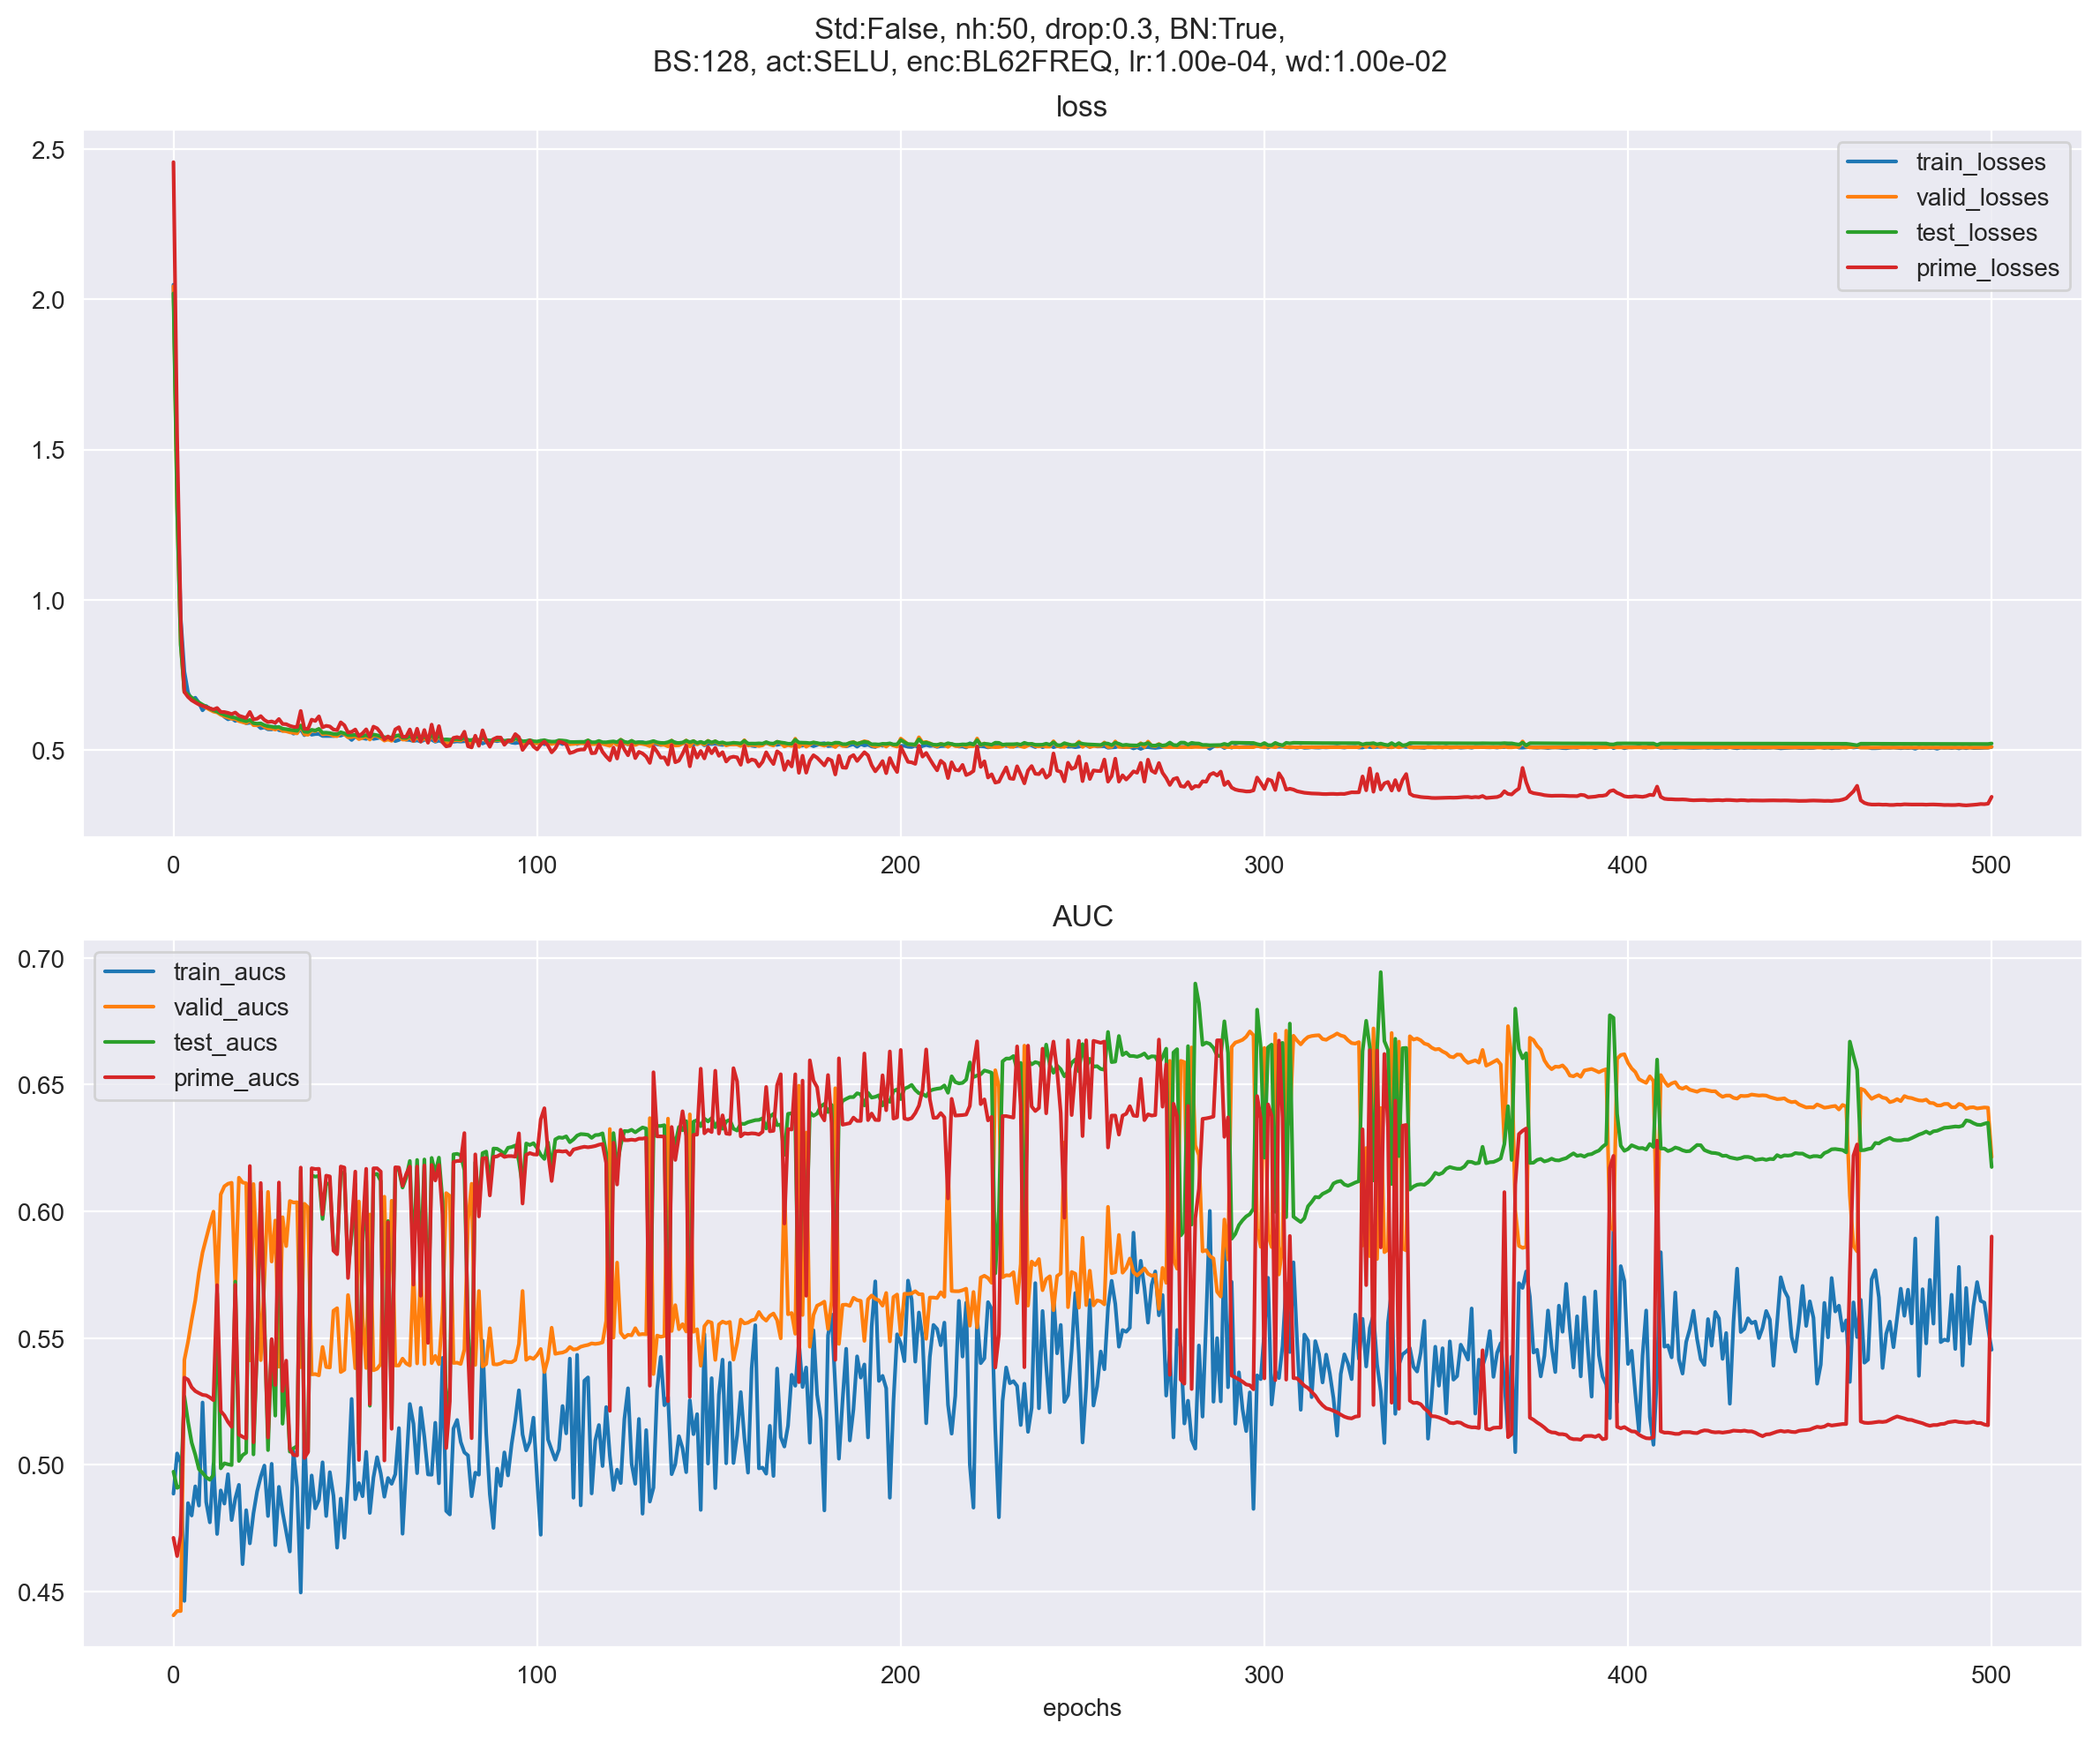 Std:False, nh:50, drop:0.3, BN:True,
BS:128, act:SELU, enc:BL62FREQ, lr:1.00e-04, wd:1.00e-02
loss
2.5
2.0
1.5
1.0
0.5
train_losses
valid_losses
test_losses
prime_losses
0 100 200 300 400 500
AUC
0.70
0.65
0.60
0.55
0.50
0.45
train_aucs
valid_aucs
test_aucs
prime_aucs
0 100 200 300 400 500
epochs